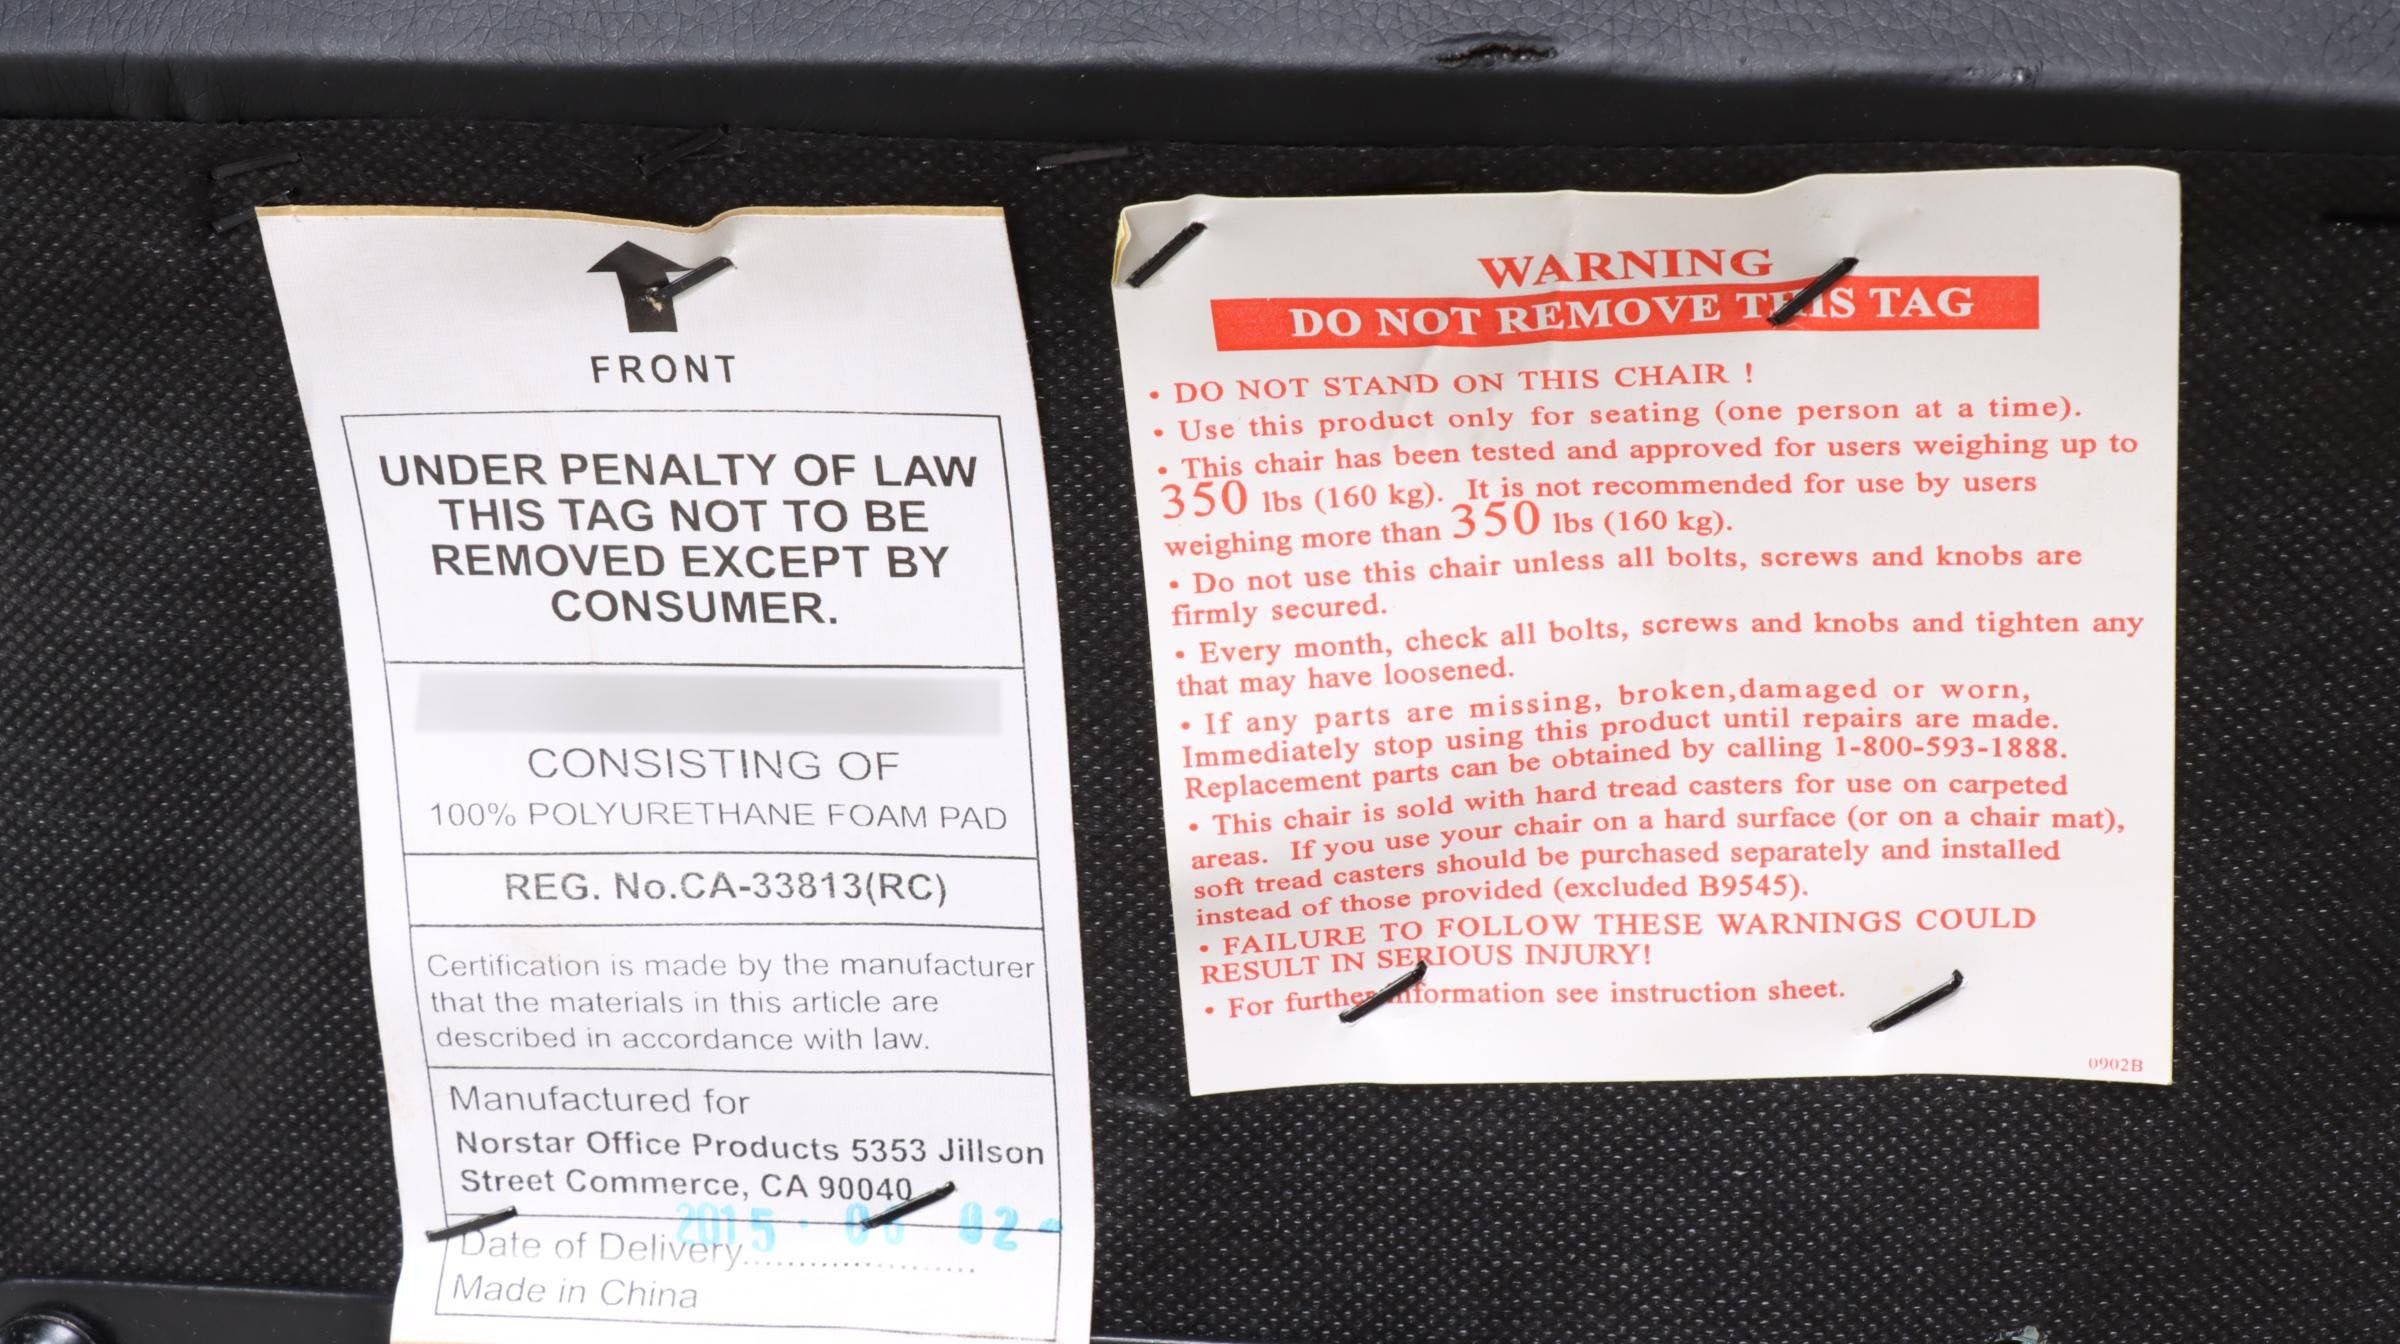 FRONT
UNDER PENALTY OF LAW
THIS TAG NOT TO BE
REMOVED EXCEPT BY
CONSUMER.
CONSISTING OF
100% POLYURETHANE FOAM PAD
REG. No.CA-33813(RC)
Certification is made by the manufacturer
that the materials in this article are
described in accordance with law.
Manufactured for
Norstar Office Products 5353 Jillson
Street Commerce, CA 90040
2015 · 02
Date of Delivery....................
Made in China
WARNING
DO NOT REMOVE THIS TAG
• DO NOT STAND ON THIS CHAIR !
• Use this product only for seating (one person at a time).
• This chair has been tested and approved for users weighing up to
350 lbs (160 kg). It is not recommended for use by users
weighing more than 350 lbs (160 kg).
• Do not use this chair unless all bolts, screws and knobs are
firmly secured.
• Every month, check all bolts, screws and knobs and tighten any
that may have loosened.
• If any parts are missing, broken,damaged or worn,
Immediately stop using this product until repairs are made.
Replacement parts can be obtained by calling 1-800-593-1888.
• This chair is sold with hard tread casters for use on carpeted
areas. If you use your chair on a hard surface (or on a chair mat),
soft tread casters should be purchased separately and installed
instead of those provided (excluded B9545).
• FAILURE TO FOLLOW THESE WARNINGS COULD
RESULT IN SERIOUS INJURY!
• For further information see instruction sheet.
0902B